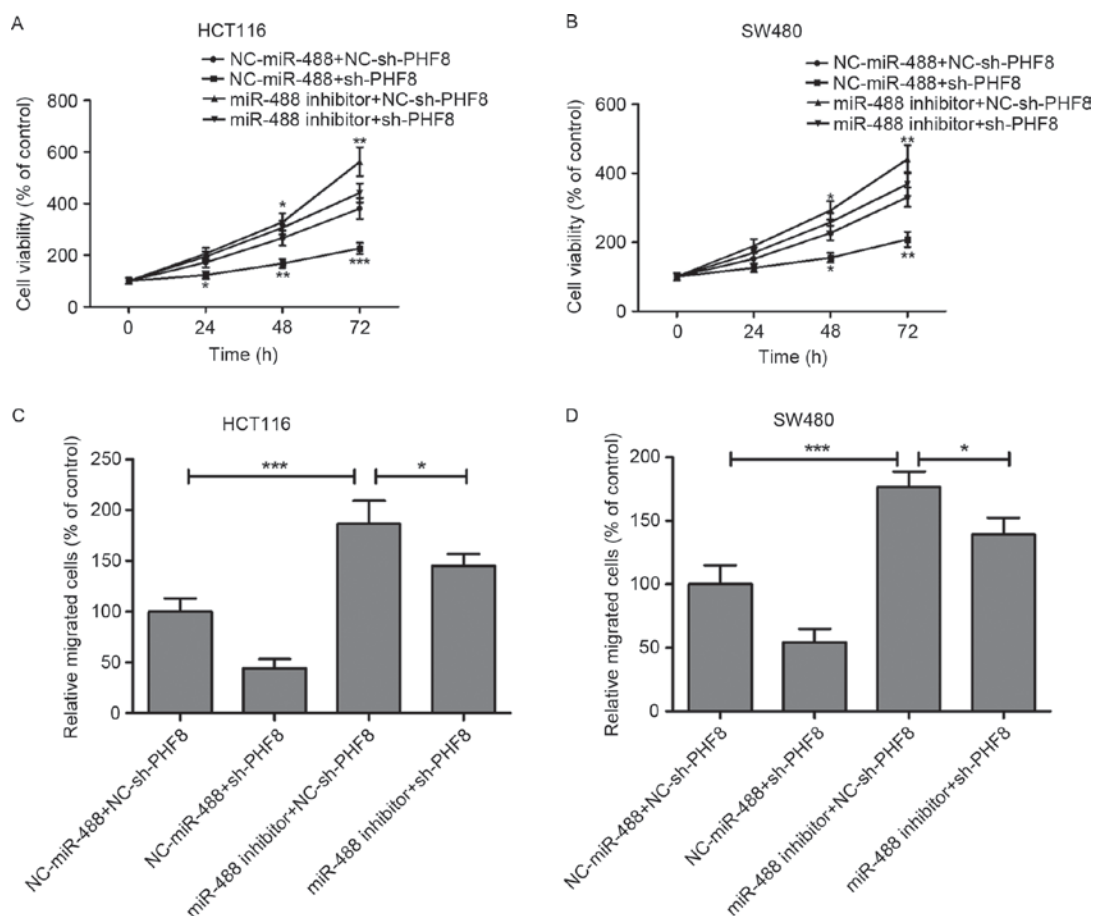 A
HCT116
NC-miR-488+NC-sh-PHF8
NC-miR-488+sh-PHF8
miR-488 inhibitor+NC-sh-PHF8
miR-488 inhibitor+sh-PHF8
Cell viability (% of control)
800
600
400
200
0
**
*
*
**
***
0 24 48 72
Time (h)
B
SW480
NC-miR-488+NC-sh-PHF8
NC-miR-488+sh-PHF8
miR-488 inhibitor+NC-sh-PHF8
miR-488 inhibitor+sh-PHF8
Cell viability (% of control)
600
400
200
0
**
*
*
**
0 24 48 72
Time (h)
C
HCT116
Relative migrated cells (% of control)
250
200
150
100
50
0
*** *
NC-miR-488+NC-sh-PHF8
NC-miR-488+sh-PHF8
miR-488 inhibitor+NC-sh-PHF8
miR-488 inhibitor+sh-PHF8
D
SW480
Relative migrated cells (% of control)
200
150
100
50
0
*** *
NC-miR-488+NC-sh-PHF8
NC-miR-488+sh-PHF8
miR-488 inhibitor+NC-sh-PHF8
miR-488 inhibitor+sh-PHF8